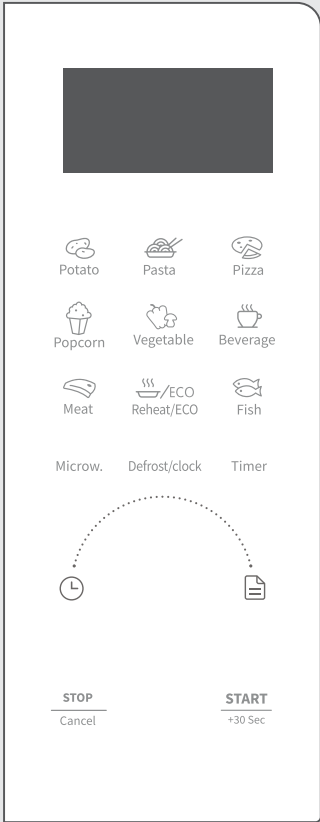 Potato Pasta Pizza
Popcorn Vegetable Beverage
/ECO
Meat Reheat/ECO Fish
Microw. Defrost/clock Timer
STOP START
Cancel +30 Sec